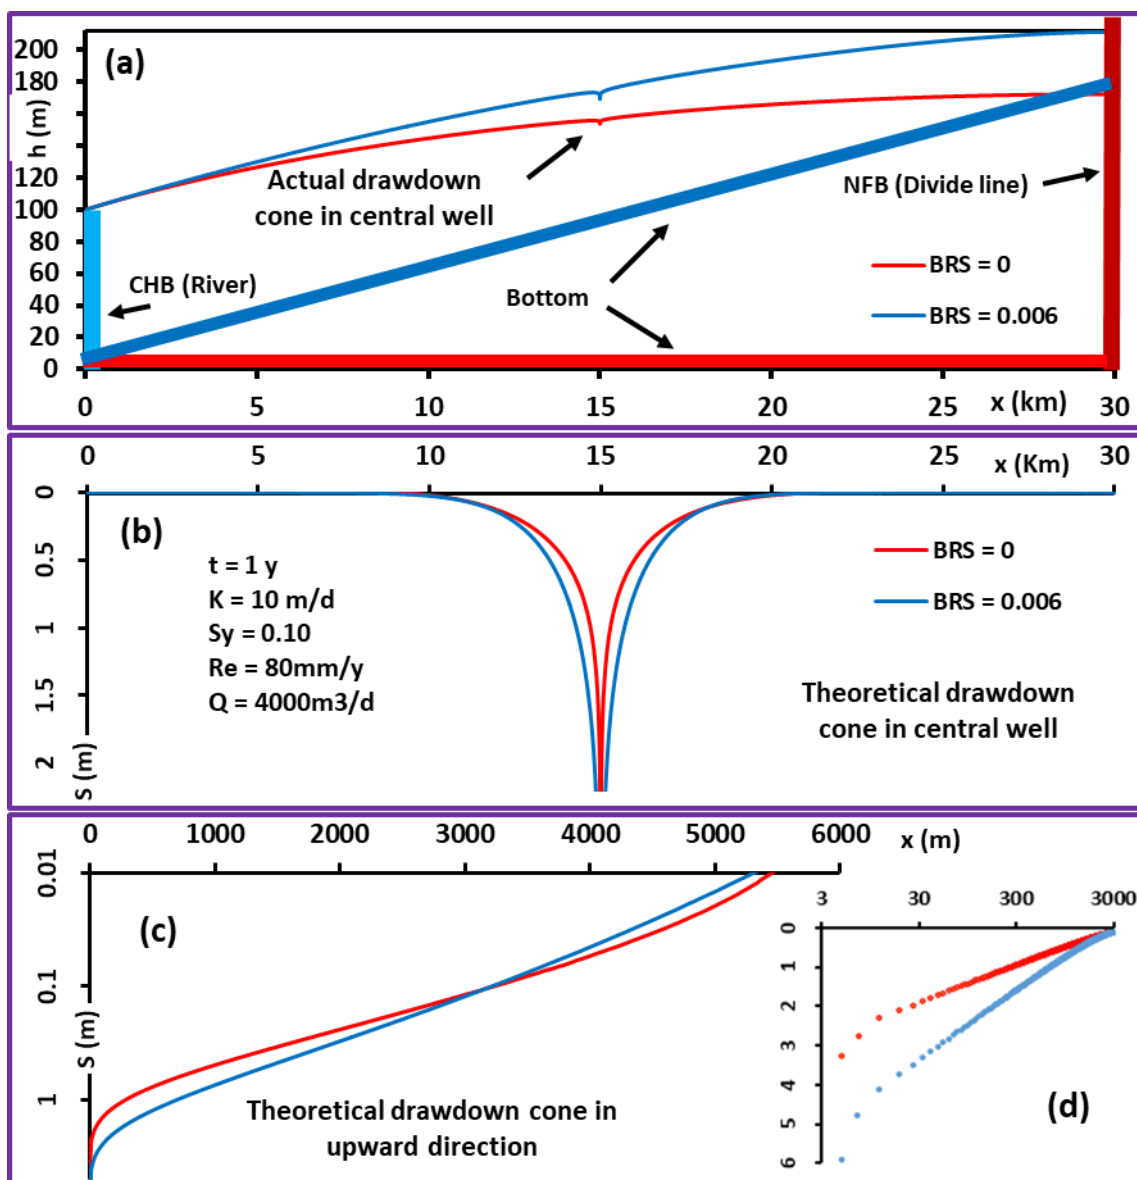 (a)
h (m)
200
180
120
100
80
60
40
20
0
Actual drawdown
cone in central well
NFB (Divide line)
CHB (River)
Bottom
BRS = 0
BRS = 0.006
0
5
10
15
20
25
x (km)
30
0
5
10
15
20
x (Km)
30
0
0.5
1
1.5
2
S (m)
(b)
t = 1 y
K = 10 m/d
Sy = 0.10
Re = 80mm/y
Q = 4000m3/d
BRS = 0
BRS = 0.006
Theoretical drawdown
cone in central well
0
1000
2000
3000
4000
5000
6000
x (m)
0.01
0.1
S (m)
1
(c)
Theoretical drawdown cone in
upward direction
3
30
300
3000
0
1
2
3
4
5
6
(d)